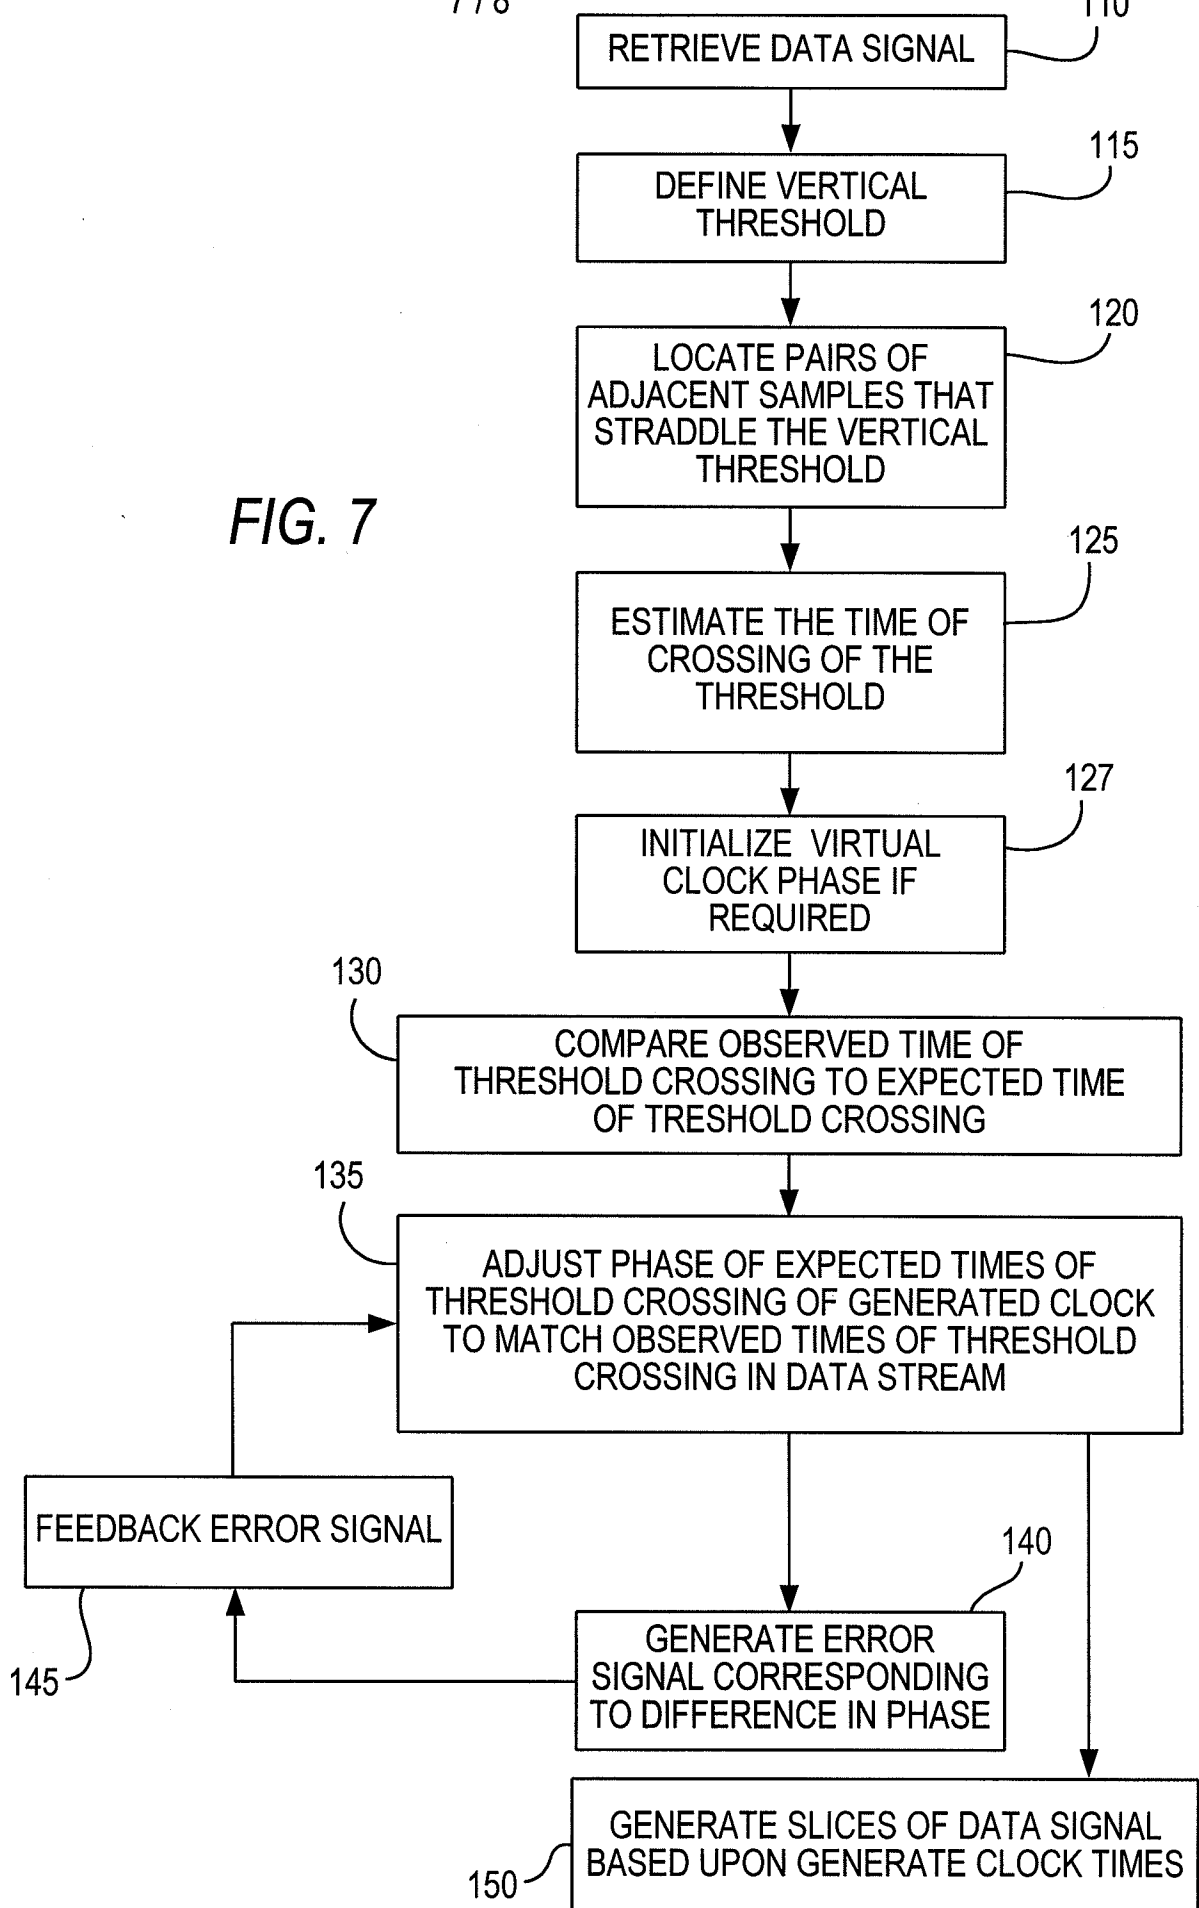 7 / 8
110
RETRIEVE DATA SIGNAL
115
DEFINE VERTICAL
THRESHOLD
120
LOCATE PAIRS OF
ADJACENT SAMPLES THAT
STRADDLE THE VERTICAL
THRESHOLD
FIG. 7
125
ESTIMATE THE TIME OF
CROSSING OF THE
THRESHOLD
127
INITIALIZE VIRTUAL
CLOCK PHASE IF
REQUIRED
130
COMPARE OBSERVED TIME OF
THRESHOLD CROSSING TO EXPECTED TIME
OF TRESHOLD CROSSING
135
ADJUST PHASE OF EXPECTED TIMES OF
THRESHOLD CROSSING OF GENERATED CLOCK
TO MATCH OBSERVED TIMES OF THRESHOLD
CROSSING IN DATA STREAM
FEEDBACK ERROR SIGNAL
145
140
GENERATE ERROR
SIGNAL CORRESPONDING
TO DIFFERENCE IN PHASE
GENERATE SLICES OF DATA SIGNAL
BASED UPON GENERATE CLOCK TIMES
150